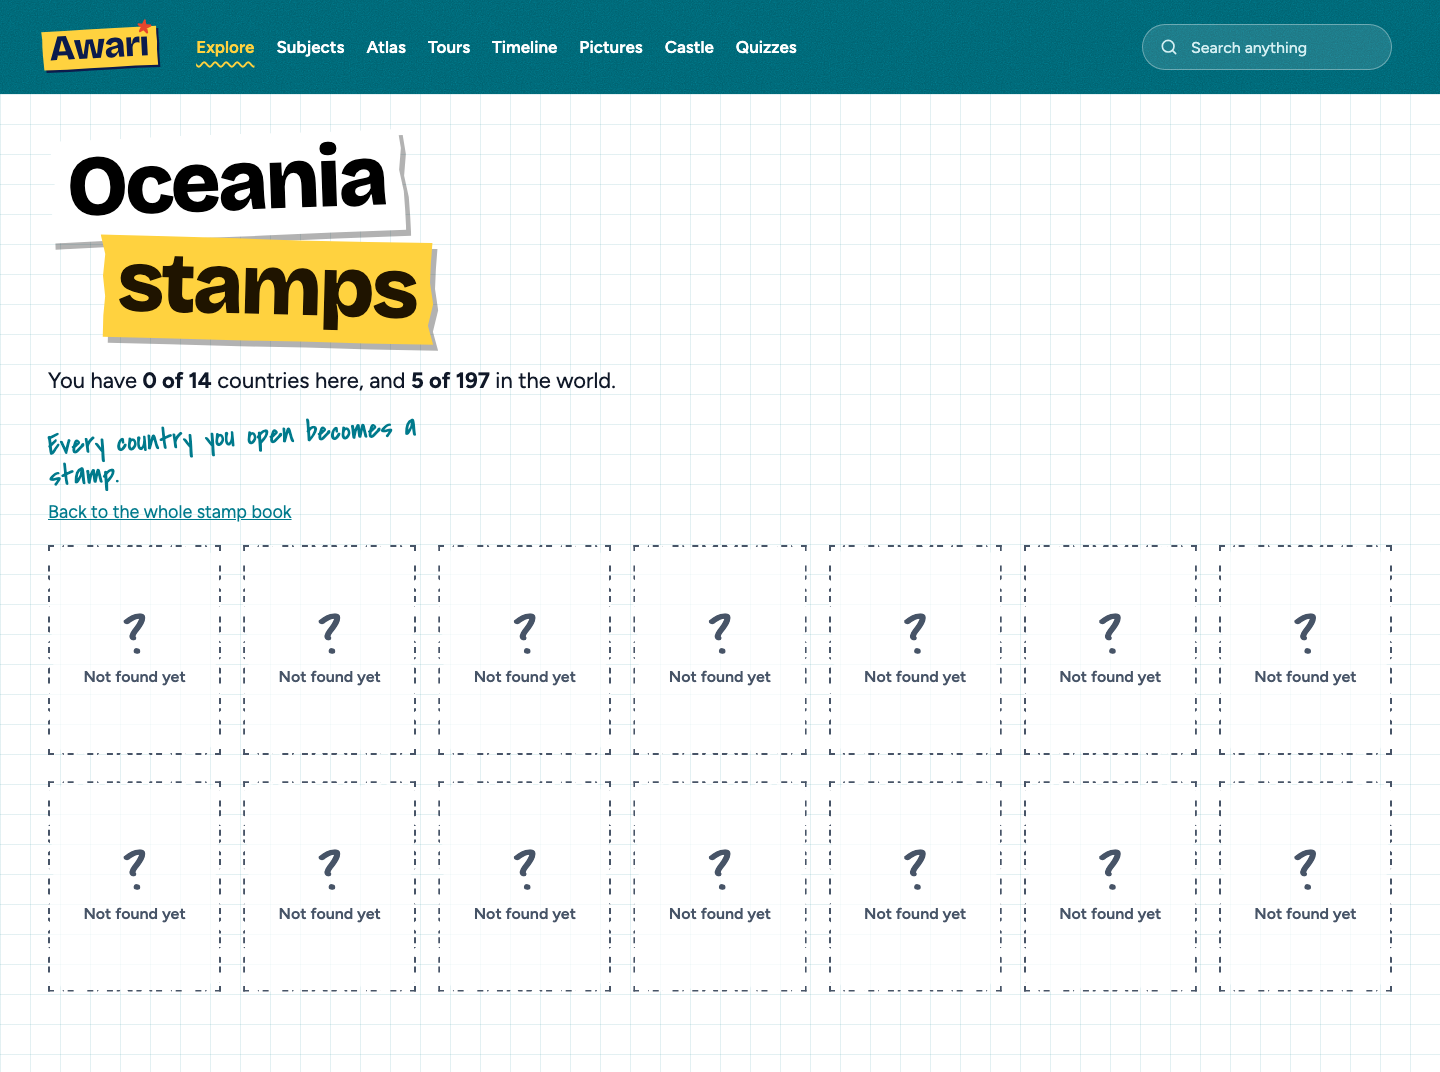 Awari
Explore Subjects Atlas Tours Timeline Pictures Castle Quizzes
Search anything
Oceania
stamps
You have 0 of 14 countries here, and 5 of 197 in the world.
Every country you open becomes a
stamp.
Back to the whole stamp book
? ? ? ? ? ? ?
Not found yet Not found yet Not found yet Not found yet Not found yet Not found yet Not found yet
? ? ? ? ? ? ?
Not found yet Not found yet Not found yet Not found yet Not found yet Not found yet Not found yet